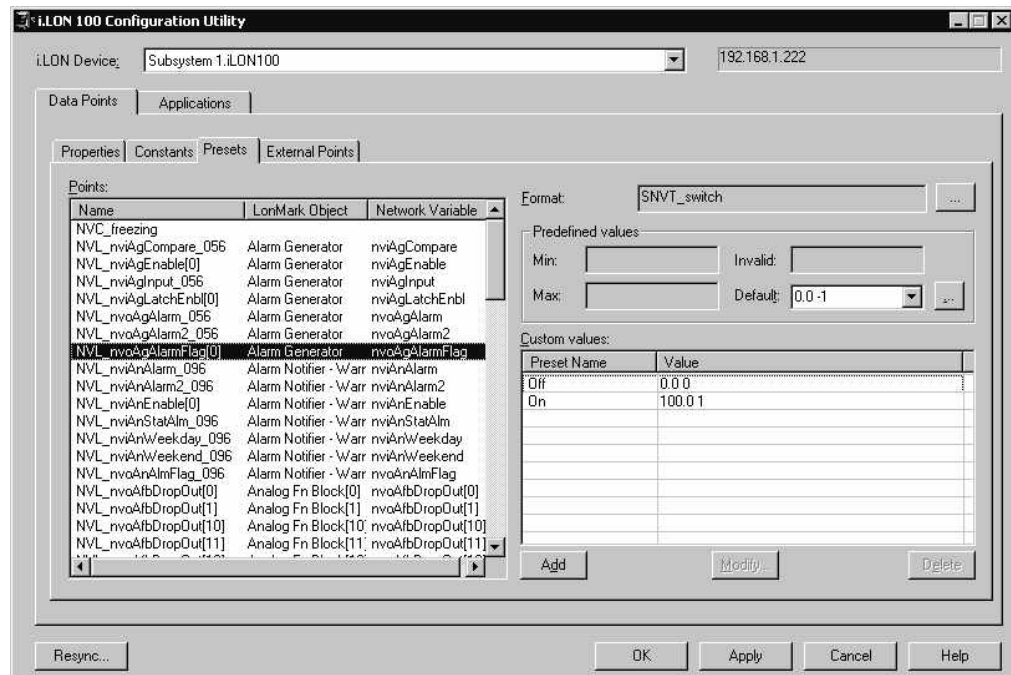 i.LON 100 Configuration Utility
i.LON Device: Subsystem 1.iLON100 192.168.1.222
Data Points Applications
Properties Constants Presets External Points
Points:
Name LonMark Object Network Variable
NVC_freezing
NVL_nviAgCompare_056 Alarm Generator nviAgCompare
NVL_nviAgEnable[0] Alarm Generator nviAgEnable
NVL_nviAgInput_056 Alarm Generator nviAgInput
NVL_nviAgLatchEnbl[0] Alarm Generator nviAgLatchEnbl
NVL_nvoAgAlarm_056 Alarm Generator nvoAgAlarm
NVL_nvoAgAlarm2_056 Alarm Generator nvoAgAlarm2
NVL_nvoAgAlarmFlag[0] Alarm Generator nvoAgAlarmFlag
NVL_nviAnAlarm_096 Alarm Notifier - Warr nviAnAlarm
NVL_nviAnAlarm2_096 Alarm Notifier - Warr nviAnAlarm2
NVL_nviAnEnable[0] Alarm Notifier - Warr nviAnEnable
NVL_nviAnStatAlm_096 Alarm Notifier - Warr nviAnStatAlm
NVL_nviAnWeekday_096 Alarm Notifier - Warr nviAnWeekday
NVL_nviAnWeekend_096 Alarm Notifier - Warr nviAnWeekend
NVL_nvoAnAlmFlag_096 Alarm Notifier - Warr nvoAnAlmFlag
NVL_nvoAfbDropOut[0] Analog Fn Block[0] nvoAfbDropOut[0]
NVL_nvoAfbDropOut[1] Analog Fn Block[1] nvoAfbDropOut[1]
NVL_nvoAfbDropOut[10] Analog Fn Block[10 nvoAfbDropOut[10]
NVL_nvoAfbDropOut[11] Analog Fn Block[11 nvoAfbDropOut[11]
Format: SNVT_switch ...
Predefined values
Min: Invalid:
Max: Default: 0.0 -1 ...
Custom values:
Preset Name Value
Off 0.0 0
On 100.0 1
Add Modify... Delete
Resync... OK Apply Cancel Help